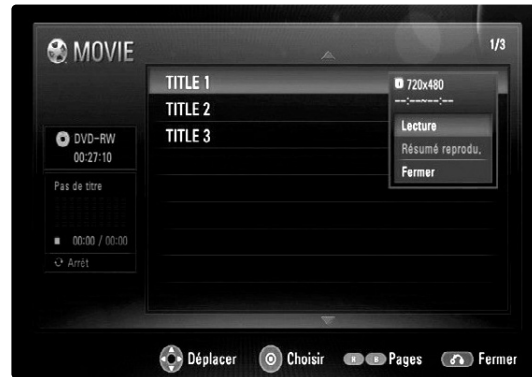 MOVIE
1/3
TITLE 1
TITLE 2
TITLE 3
720x480
--:--~--:--
Lecture
Résumé reprodu.
Fermer
DVD-RW
00:27:10
Pas de titre
00:00 / 00:00
Arrêt
Déplacer
Choisir
Pages
Fermer